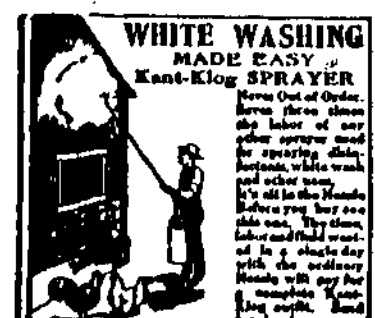 WHITE WASHING
MADE EASY
Kant-Klog SPRAYER
Never Out of Order.
Saves three times
the labor of any
other sprayer used
for spraying disin-
fectants, white wash
and other uses.
It's all in the Nozzle
Before you buy see
this one. The time,
labor and fluid wast-
ed in a single day
with the ordinary
Nozzle will pay for
a complete Kant-
Klog outfit. Send